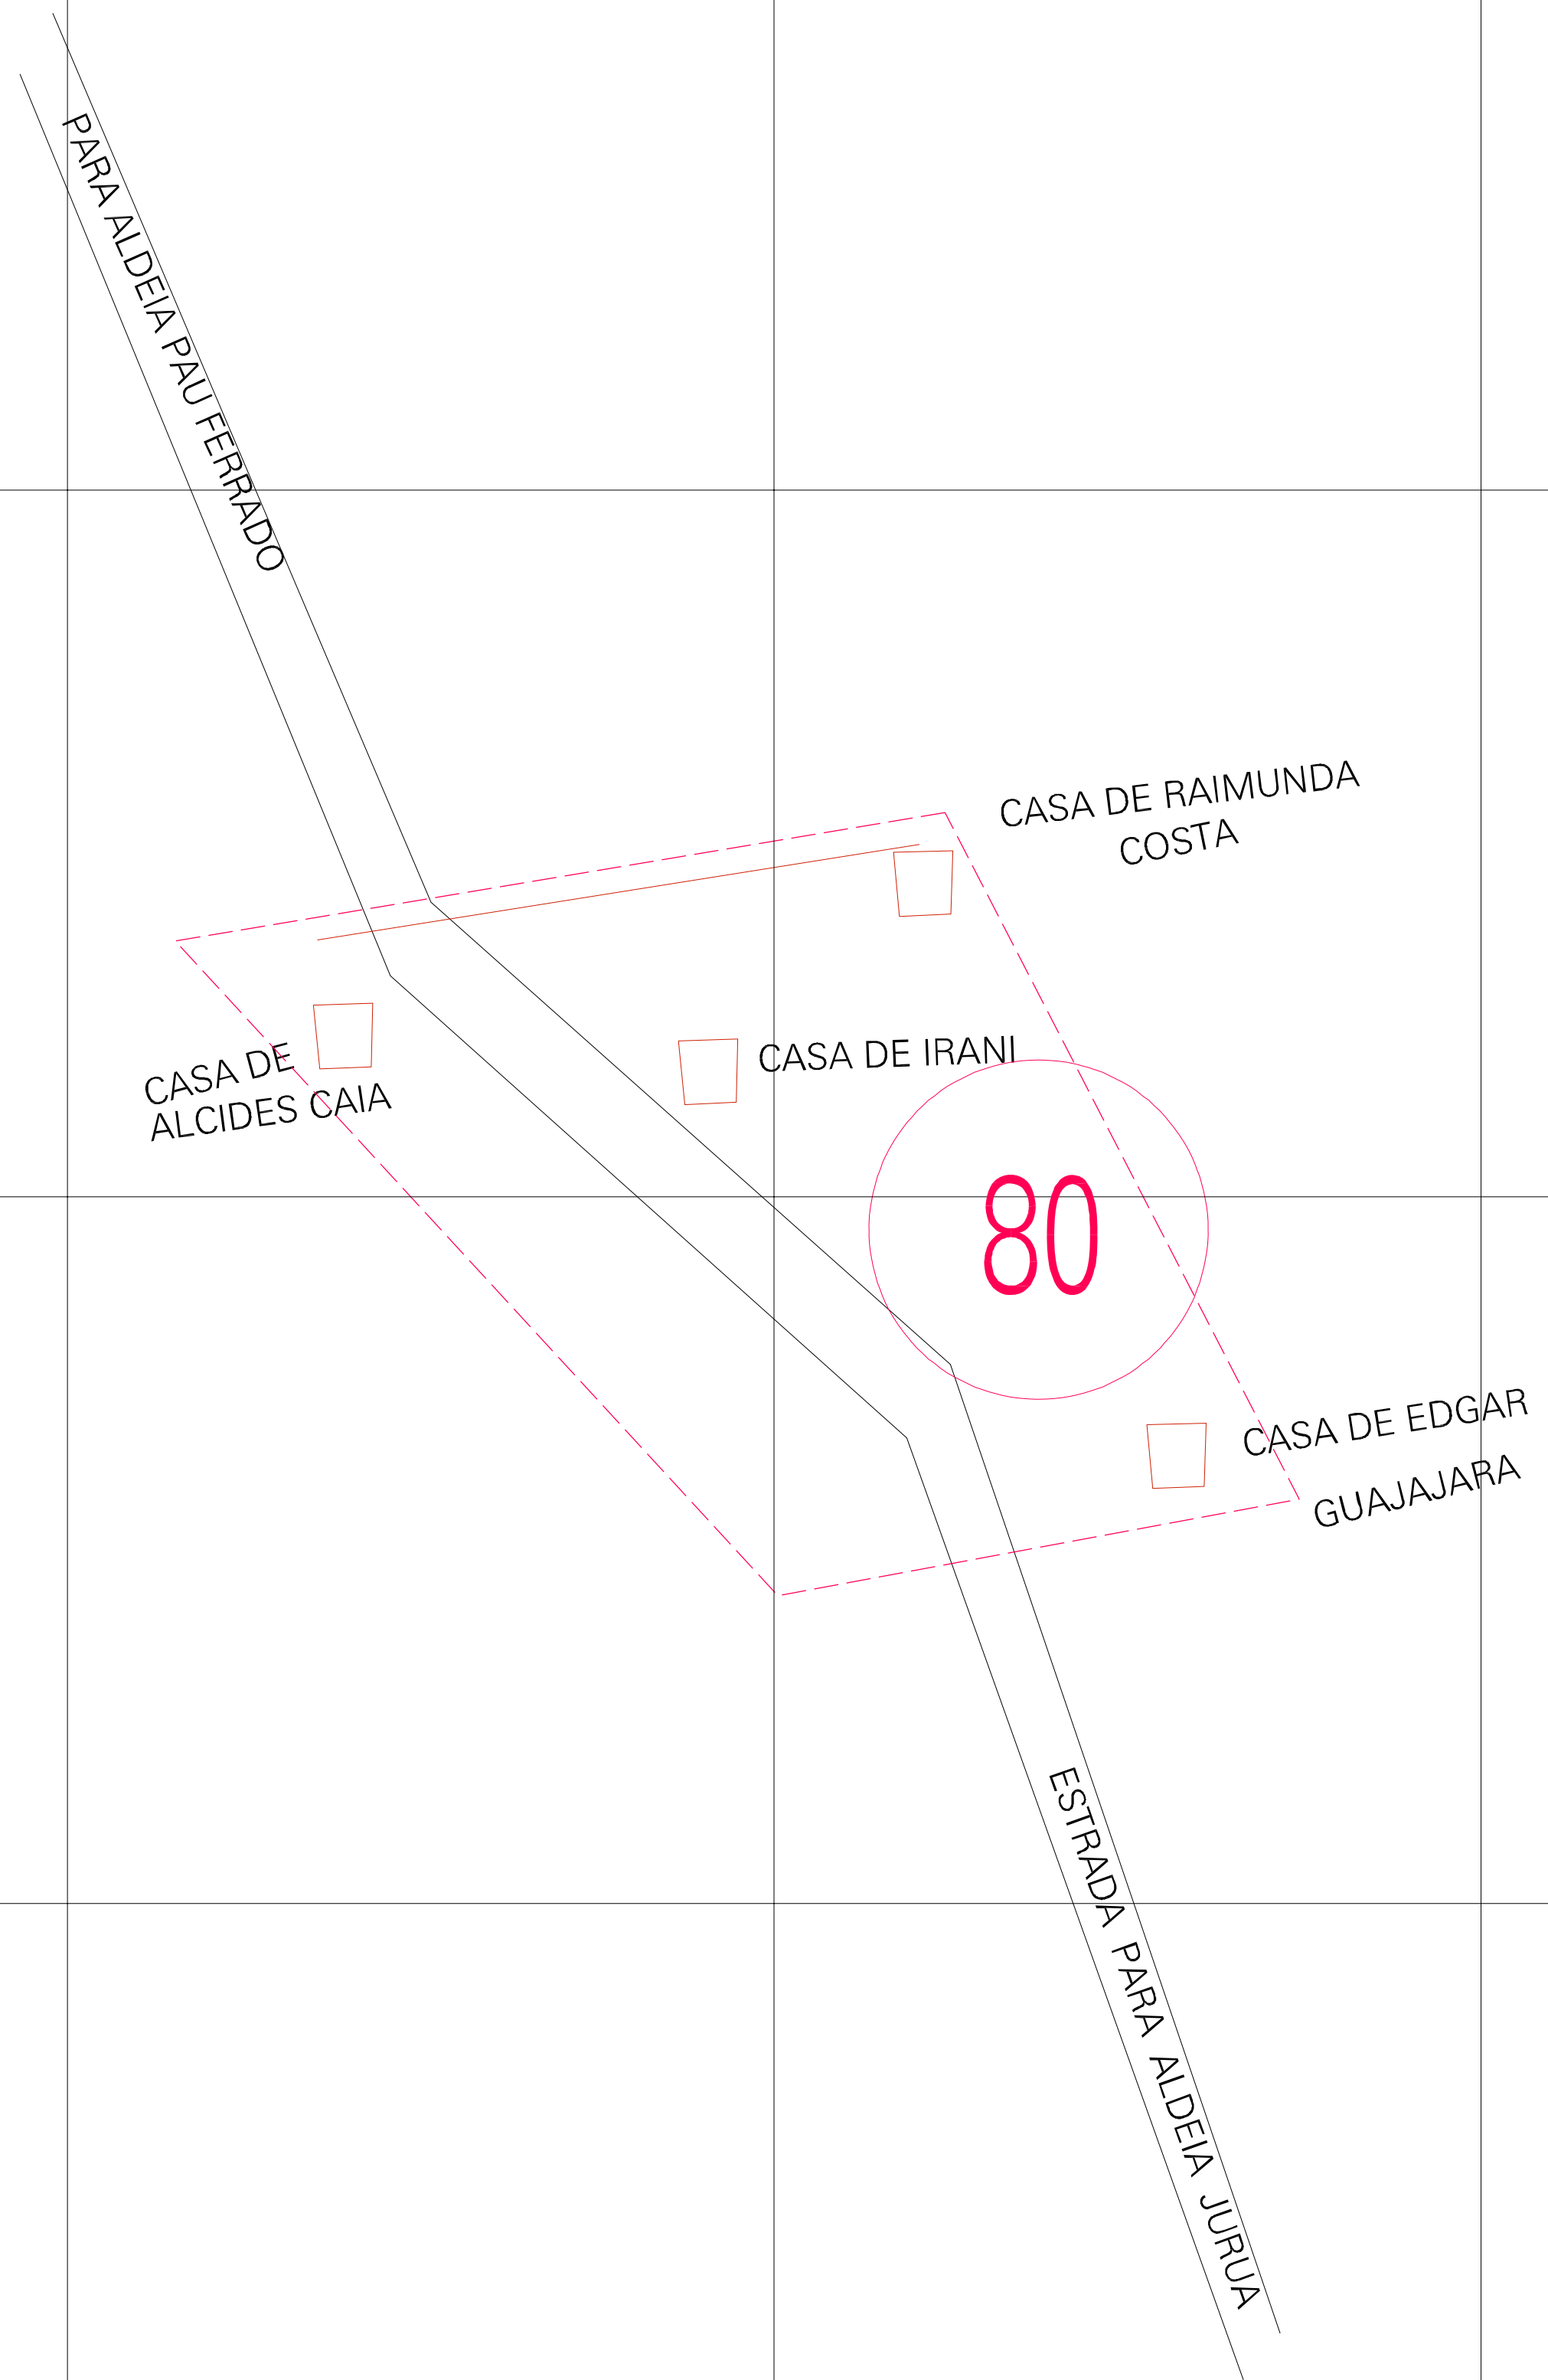 PARA ALDEIA PAU FERRADO
CASA DE RAIMUNDA
COSTA
CASA DE IRANI
CASA DE
ALCIDES CAIA
80
CASA DE EDGAR
GUAJAJARA
ESTRADA PARA ALDEIA JURUA